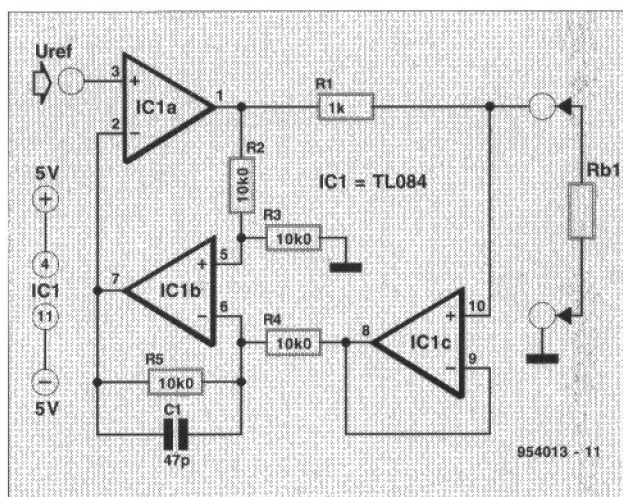 Uref
3
+
IC1a
2
−
1
R1
1k
R2
10k0
IC1 = TL084
Rb1
5V
+
4
IC1
11
−
5V
R3
10k0
7
5
+
IC1b
−
6
R4
10k0
8
10
+
IC1c
−
9
R5
10k0
C1
47p
954013 - 11